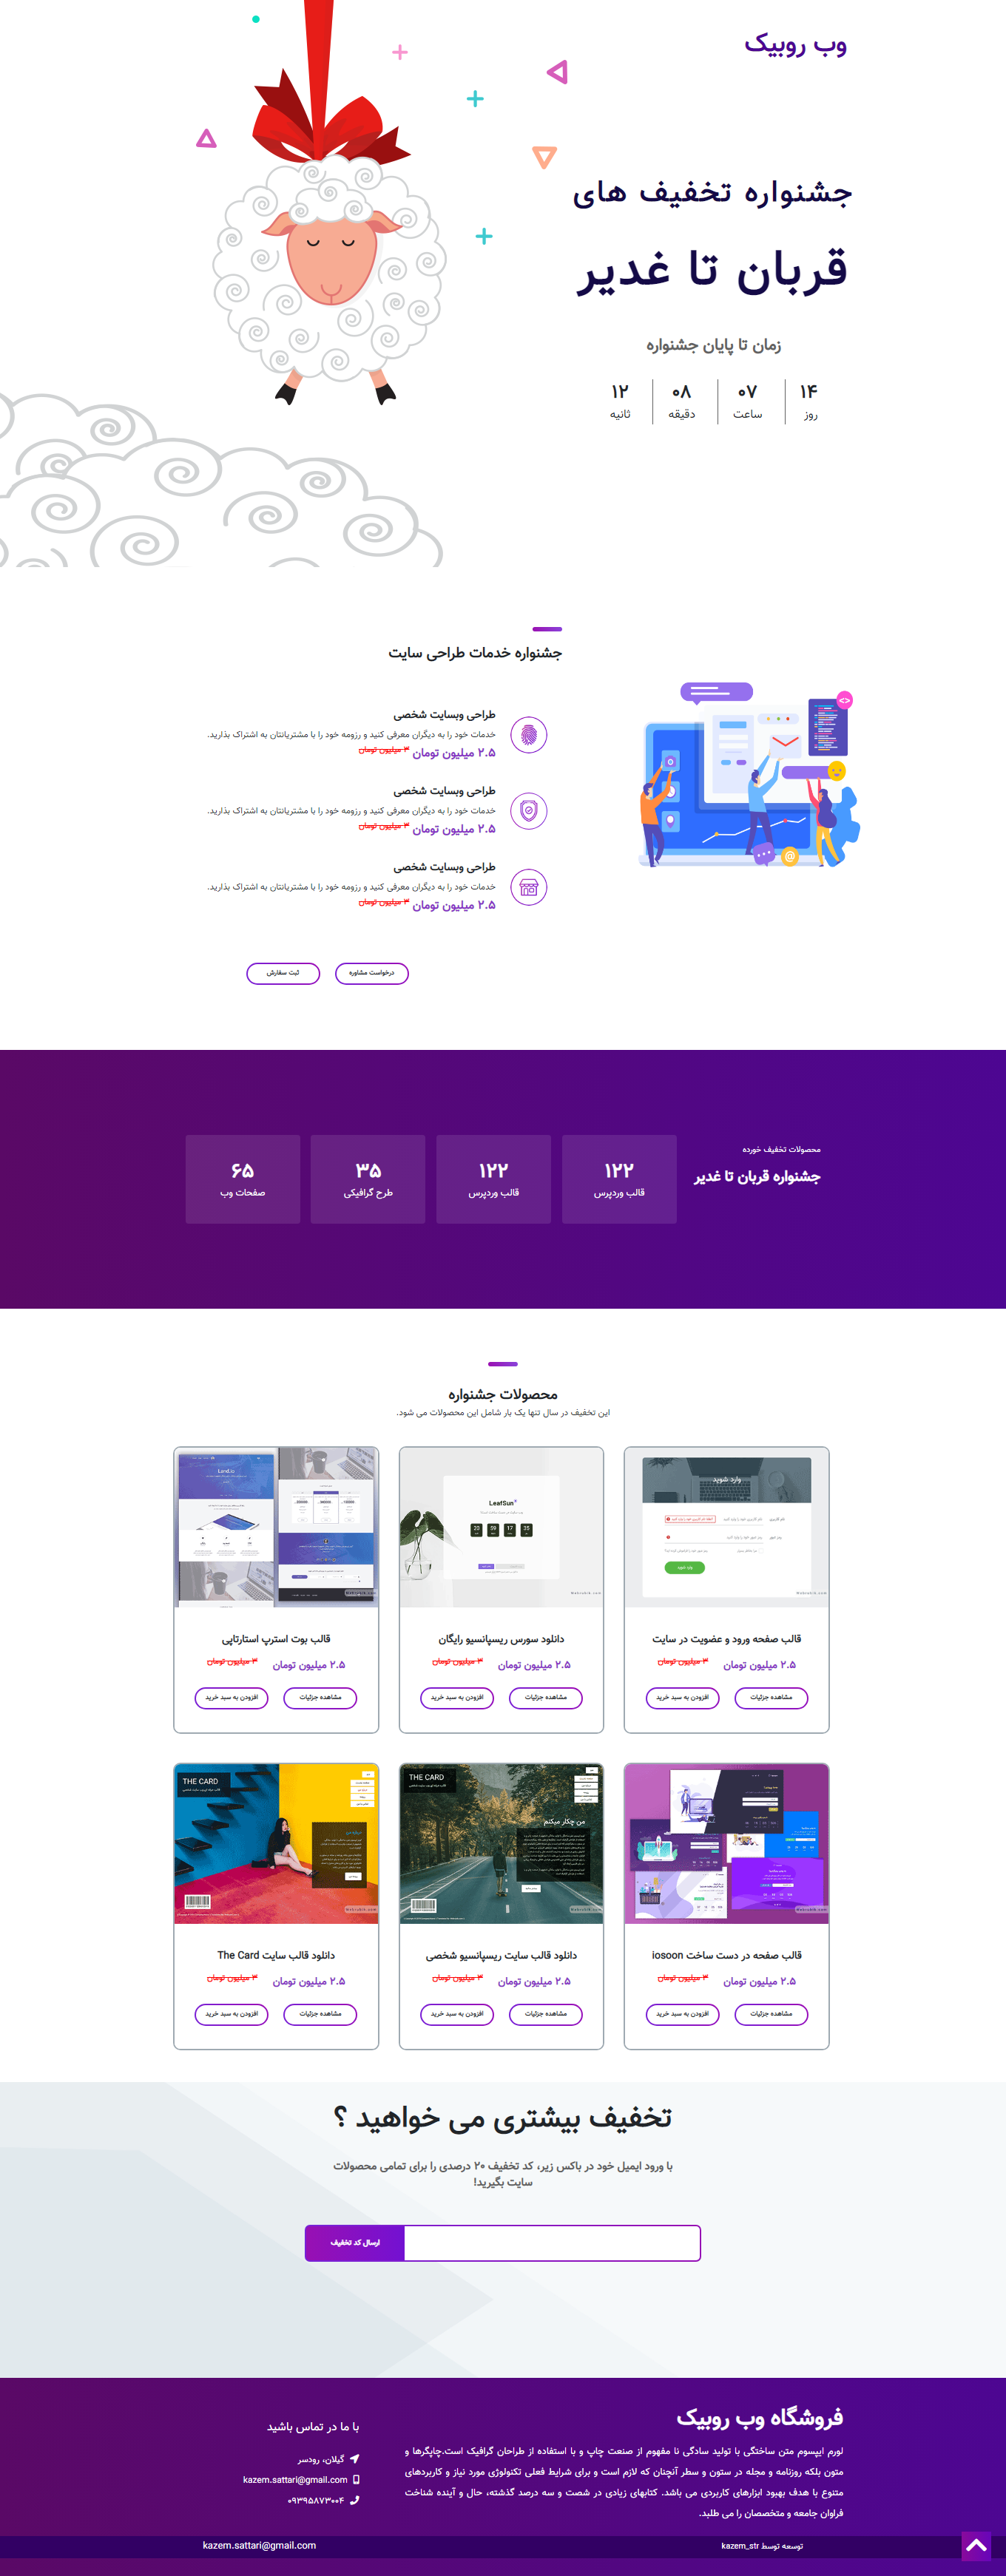 وب روبیک
جشنواره تخفیف های
قربان تا غدیر
زمان تا پایان جشنواره
۱۴ ۰۷ ۰۸ ۱۲
روز ساعت دقیقه ثانیه
جشنواره خدمات طراحی سایت
طراحی وبسایت شخصی
خدمات خود را به دیگران معرفی کنید و رزومه خود را با مشتریانتان به اشتراک بذارید.
۲.۵ میلیون تومان ۳ میلیون تومان
طراحی وبسایت شخصی
خدمات خود را به دیگران معرفی کنید و رزومه خود را با مشتریانتان به اشتراک بذارید.
۲.۵ میلیون تومان ۳ میلیون تومان
طراحی وبسایت شخصی
خدمات خود را به دیگران معرفی کنید و رزومه خود را با مشتریانتان به اشتراک بذارید.
۲.۵ میلیون تومان ۳ میلیون تومان
درخواست مشاوره ثبت سفارش
محصولات تخفیف خورده
جشنواره قربان تا غدیر
۱۲۲ ۱۲۲ ۳۵ ۶۵
قالب وردپرس قالب وردپرس طرح گرافیکی صفحات وب
محصولات جشنواره
این تخفیف در سال تنها یک بار شامل این محصولات می شود.
وارد شوید
LeafSun
20 59 17 35
Land.io
قالب صفحه ورود و عضویت در سایت
۲.۵ میلیون تومان ۳ میلیون تومان
مشاهده جزئیات افزودن به سبد خرید
دانلود سورس ریسپانسیو رایگان
۲.۵ میلیون تومان ۳ میلیون تومان
مشاهده جزئیات افزودن به سبد خرید
قالب بوت استرپ استارتاپی
۲.۵ میلیون تومان ۳ میلیون تومان
مشاهده جزئیات افزودن به سبد خرید
THE CARD
من چکار میکنم
THE CARD
قالب صفحه در دست ساخت iosoon
۲.۵ میلیون تومان ۳ میلیون تومان
مشاهده جزئیات افزودن به سبد خرید
دانلود قالب سایت ریسپانسیو شخصی
۲.۵ میلیون تومان ۳ میلیون تومان
مشاهده جزئیات افزودن به سبد خرید
دانلود قالب سایت The Card
۲.۵ میلیون تومان ۳ میلیون تومان
مشاهده جزئیات افزودن به سبد خرید
تخفیف بیشتری می خواهید ؟
با ورود ایمیل خود در باکس زیر، کد تخفیف ۲۰ درصدی را برای تمامی محصولات
سایت بگیرید!
ارسال کد تخفیف
فروشگاه وب روبیک
لورم ایپسوم متن ساختگی با تولید سادگی نا مفهوم از صنعت چاپ و با استفاده از طراحان گرافیک است.چاپگرها و
متون بلکه روزنامه و مجله در ستون و سطر آنچنان که لازم است و برای شرایط فعلی تکنولوژی مورد نیاز و کاربردهای
متنوع با هدف بهبود ابزارهای کاربردی می باشد. کتابهای زیادی در شصت و سه درصد گذشته، حال و آینده شناخت
فراوان جامعه و متخصصان را می طلبد.
با ما در تماس باشید
گیلان، رودسر
kazem.sattari@gmail.com
۰۹۳۹۵۸۷۳۰۰۴
توسعه توسط kazem_str
kazem.sattari@gmail.com